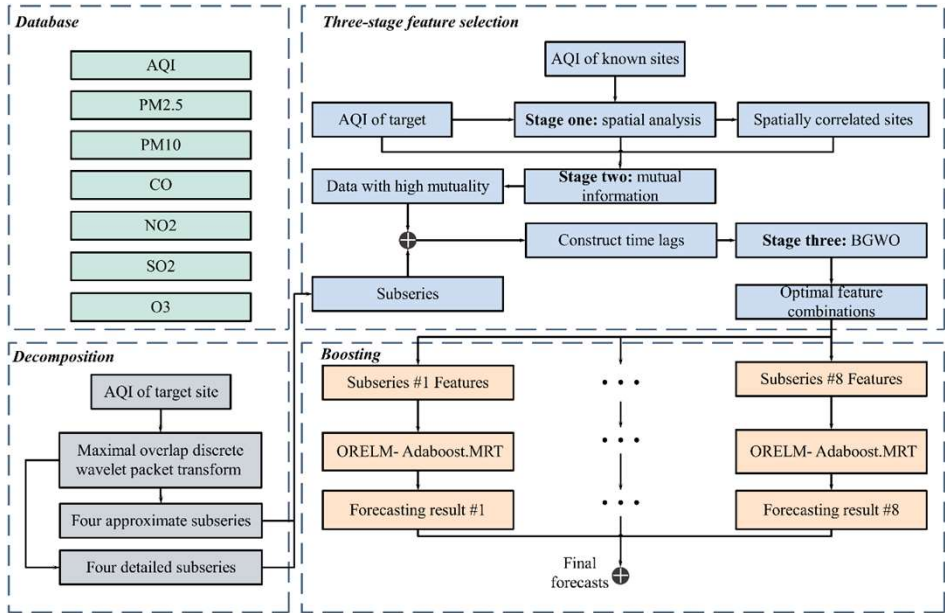 Database
AQI
PM2.5
PM10
CO
NO2
SO2
O3
Three-stage feature selection
AQI of known sites
AQI of target
Stage one: spatial analysis
Spatially correlated sites
Data with high mutuality
Stage two: mutual
information
Construct time lags
Stage three: BGWO
Subseries
Optimal feature
combinations
Decomposition
AQI of target site
Maximal overlap discrete
wavelet packet transform
Four approximate subseries
Four detailed subseries
Boosting
Subseries #1 Features
ORELM- Adaboost.MRT
Forecasting result #1
Subseries #8 Features
ORELM- Adaboost.MRT
Forecasting result #8
Final
forecasts